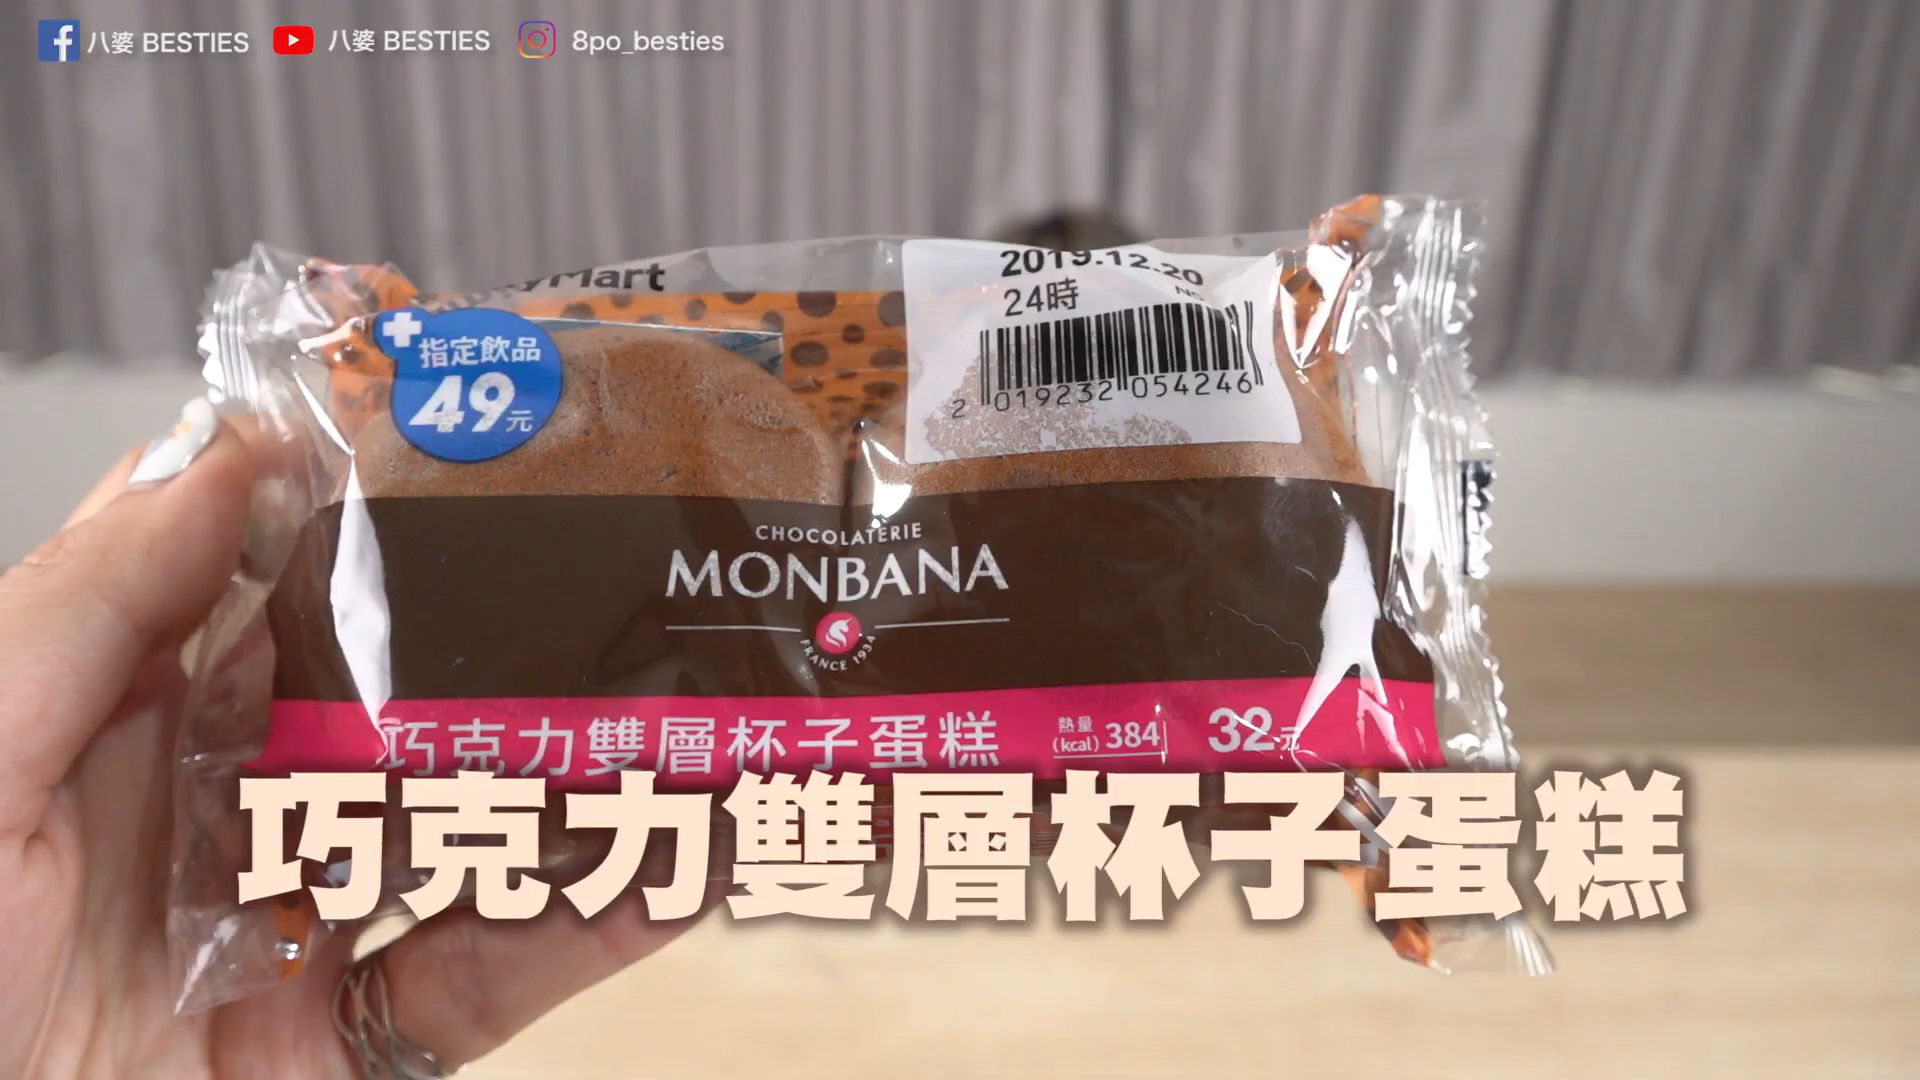 八婆 BESTIES
八婆 BESTIES
8po_besties
Mart
2019.12.20
24時
2 019232 054246
指定飲品
49元
CHOCOLATERIE
MONBANA
FRANCE 1934
巧克力雙層杯子蛋糕
熱量
(kcal) 384
32元
巧克力雙層杯子蛋糕